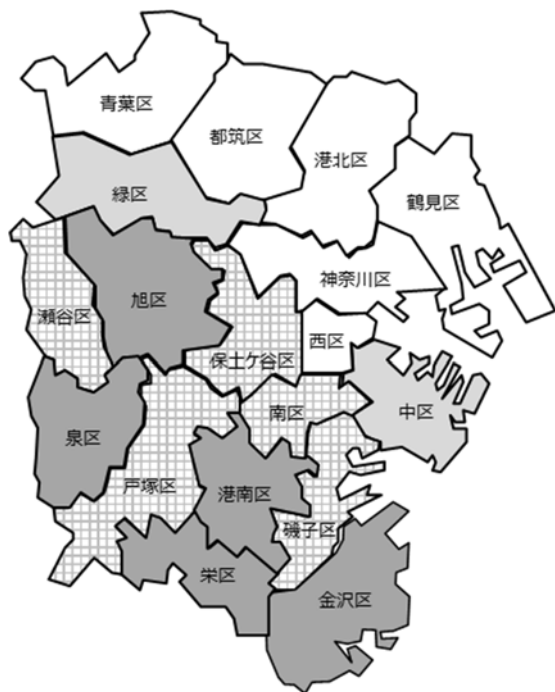 青葉区
都筑区
港北区
鶴見区
緑区
神奈川区
瀬谷区
旭区
保土ケ谷区
西区
中区
南区
泉区
戸塚区
港南区
磯子区
栄区
金沢区